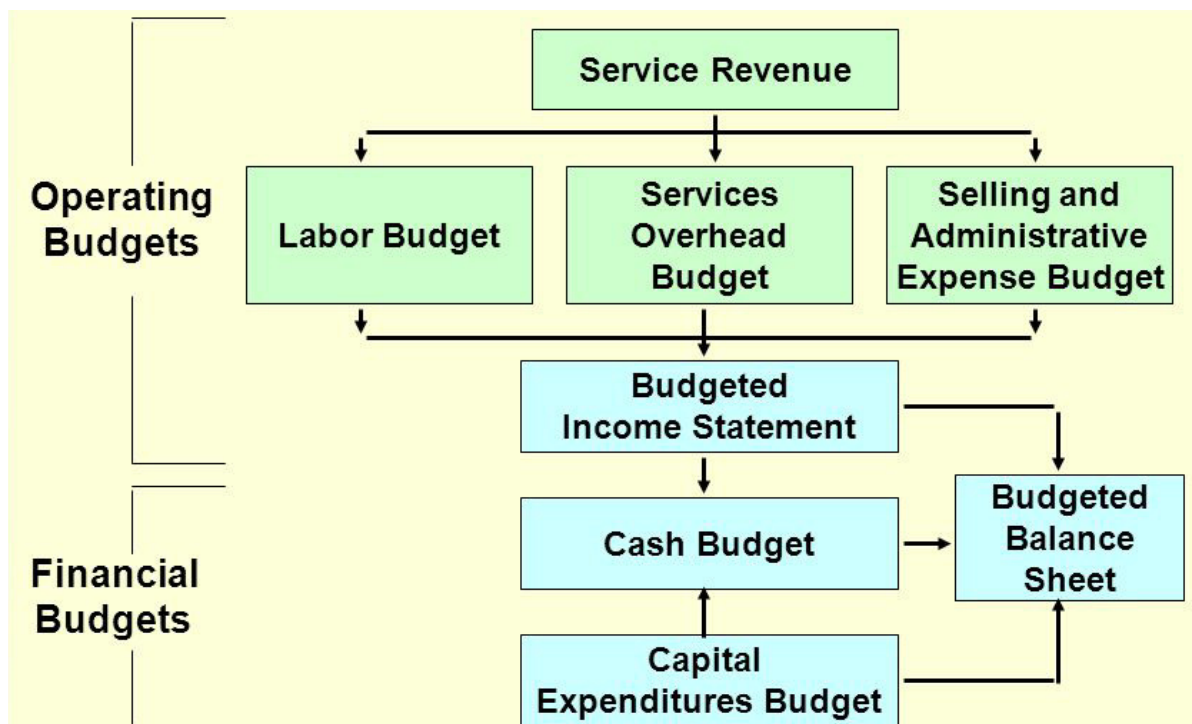 Service Revenue
Operating
Budgets
Labor Budget
Services
Overhead
Budget
Selling and
Administrative
Expense Budget
Budgeted
Income Statement
Financial
Budgets
Cash Budget
Budgeted
Balance
Sheet
Capital
Expenditures Budget